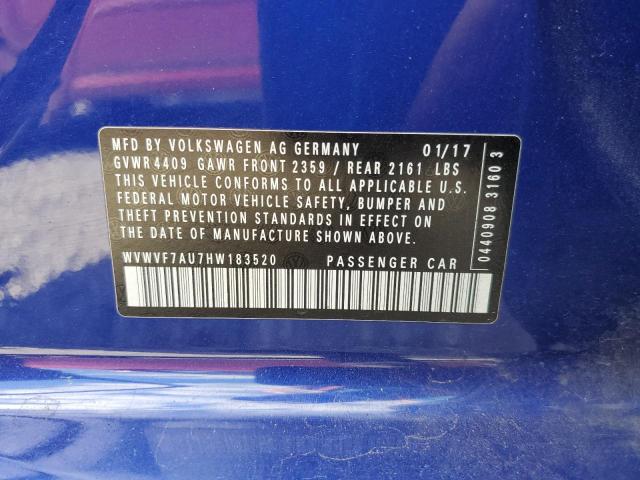 MFD BY VOLKSWAGEN AG GERMANY 01/17
GVWR 4409 GAWR FRONT 2359 / REAR 2161 LBS
THIS VEHICLE CONFORMS TO ALL APPLICABLE U.S.
FEDERAL MOTOR VEHICLE SAFETY, BUMPER AND
THEFT PREVENTION STANDARDS IN EFFECT ON
THE DATE OF MANUFACTURE SHOWN ABOVE.
WVWVF7AU7HW183520 PASSENGER CAR
0440908 3160 3